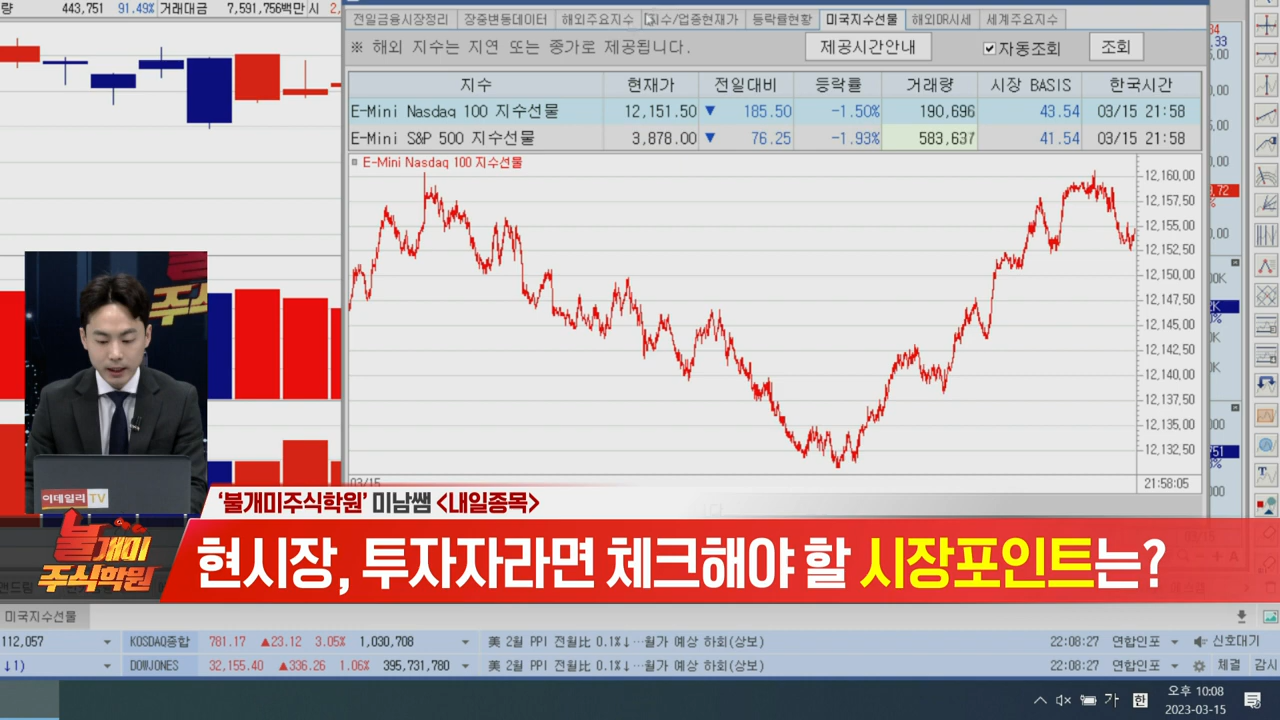 량 443,751 91.49% 거래대금 7,591,756백만 시 2,
전일금융시장정리 장중변동데이터 해외주요지수 지수/업종현재가 등락률현황 미국지수선물 해외DR시세 세계주요지수
※ 해외 지수는 지연 또는 종가로 제공됩니다. 제공시간안내 자동조회 조회
지수 현재가 전일대비 등락률 거래량 시장 BASIS 한국시간
E-Mini Nasdaq 100 지수선물 12,151.50 ▼ 185.50 -1.50% 190,696 43.54 03/15 21:58
E-Mini S&P 500 지수선물 3,878.00 ▼ 76.25 -1.93% 583,637 41.54 03/15 21:58
E-Mini Nasdaq 100 지수선물
12,160.00
12,157.50
12,155.00
12,152.50
12,150.00
12,147.50
12,145.00
12,142.50
12,140.00
12,137.50
12,135.00
12,132.50
03/15 21:58:05
주식
이데일리TV
'불개미주식학원' 미남쌤 <내일종목>
불개미
주식학원
현시장, 투자자라면 체크해야 할 시장포인트는?
미국지수선물
112,057 KOSDAQ종합 781.17 ▲23.12 3.05% 1,030,708 美 2월 PPI 전월比 0.1%↓…월가 예상 하회(상보) 22:08:27 연합인포 신호대기
↓1) DOWJONES 32,155.40 ▲336.26 1.06% 395,731,780 美 2월 PPI 전월比 0.1%↓…월가 예상 하회(상보) 22:08:27 연합인포 체결 감시
가 한 오후 10:08
2023-03-15